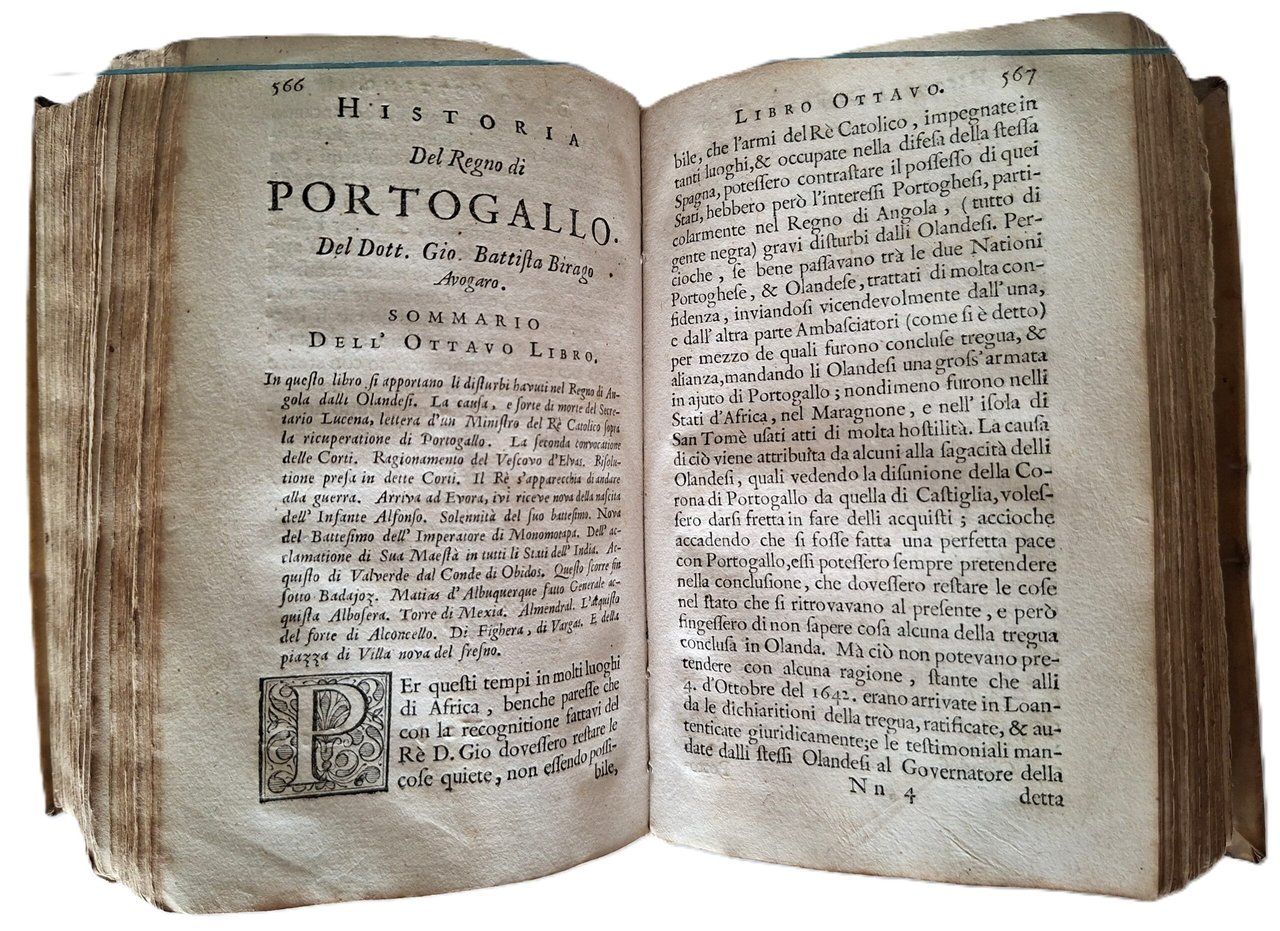 566
HISTORIA
Del Regno di
PORTOGALLO.
Del Dott. Gio. Battiſta Birago
Avogaro.
SOMMARIO
DELL' OTTAVO LIBRO.
In queſto libro ſi apportano li diſturbi havuti nel Regno di An-
gola dalli Olandeſi. La cauſa, e ſorte di morte del Secre-
tario Lucena, lettera d'un Miniſtro del Rè Catolico ſopra
la ricuperatione di Portogallo. La ſeconda convocatione
delle Corti. Ragionamento del Veſcovo d'Elvas. Riſolu-
tione preſa in dette Corti. Il Rè s'apparecchia di andare
alla guerra. Arriva ad Evora, ivi riceve nova della naſcita
dell' Infante Alfonſo. Solennità del ſuo batteſimo. Nova
del Batteſimo dell' Imperatore di Monomotapa. Dell' ac-
clamatione di Sua Maeſtà in tutti li Stati dell' India. Ac-
quiſto di Valverde dal Conde di Obidos. Queſto ſcorre ſin
ſotto Badajoz. Matias d' Albuquerque fatto Generale ac-
quiſta Alboſera. Torre di Mexia. Almendral. L'Aquiſto
del forte di Alconcello. Di Fighera, di Vargas. E della
piazza di Villa nova del freſno.
PEr queſti tempi in molti luoghi
di Africa, benche pareſſe che
con la recognitione fattavi del
Rè D. Gio doveſſero reſtare le
coſe quiete, non eſſendo poſſi-
bile,
567
LIBRO OTTAVO.
bile, che l'armi del Rè Catolico, impegnate in
tanti luoghi, & occupate nella difeſa della ſteſſa
Spagna, poteſſero contraſtare il poſſeſſo di quei
Stati, hebbero però l'intereſſi Portogheſi, parti-
colarmente nel Regno di Angola, (tutto di
gente negra) gravi diſturbi dalli Olandeſi. Per-
cioche, ſe bene paſſavano trà le due Nationi
Portogheſe, & Olandeſe, trattati di molta con-
fidenza, inviandoſi vicendevolmente dall'una,
e dall' altra parte Ambaſciatori (come ſi è detto)
per mezzo de quali furono concluſe tregua, &
alianza, mandando li Olandeſi una groſſ' armata
in ajuto di Portogallo; nondimeno furono nelli
Stati d'Africa, nel Maragnone, e nell' iſola di
San Tomè uſati atti di molta hoſtilità. La cauſa
di ciò viene attribuita da alcuni alla ſagacità delli
Olandeſi, quali vedendo la diſunione della Co-
rona di Portogallo da quella di Caſtiglia, voleſ-
ſero darſi fretta in fare delli acquiſti; accioche
accadendo che ſi foſſe fatta una perfetta pace
con Portogallo, eſſi poteſſero ſempre pretendere
nella concluſione, che doveſſero reſtare le coſe
nel ſtato che ſi ritrovavano al preſente, e però
fingeſſero di non ſapere coſa alcuna della tregua
concluſa in Olanda. Mà ciò non potevano pre-
tendere con alcuna ragione, ſtante che alli
4. d'Ottobre del 1642. erano arrivate in Loan-
da le dichiaritioni della tregua, ratificate, & au-
tenticate giuridicamente; e le teſtimoniali man-
date dalli ſteſſi Olandeſi al Governatore della
Nn 4
detta